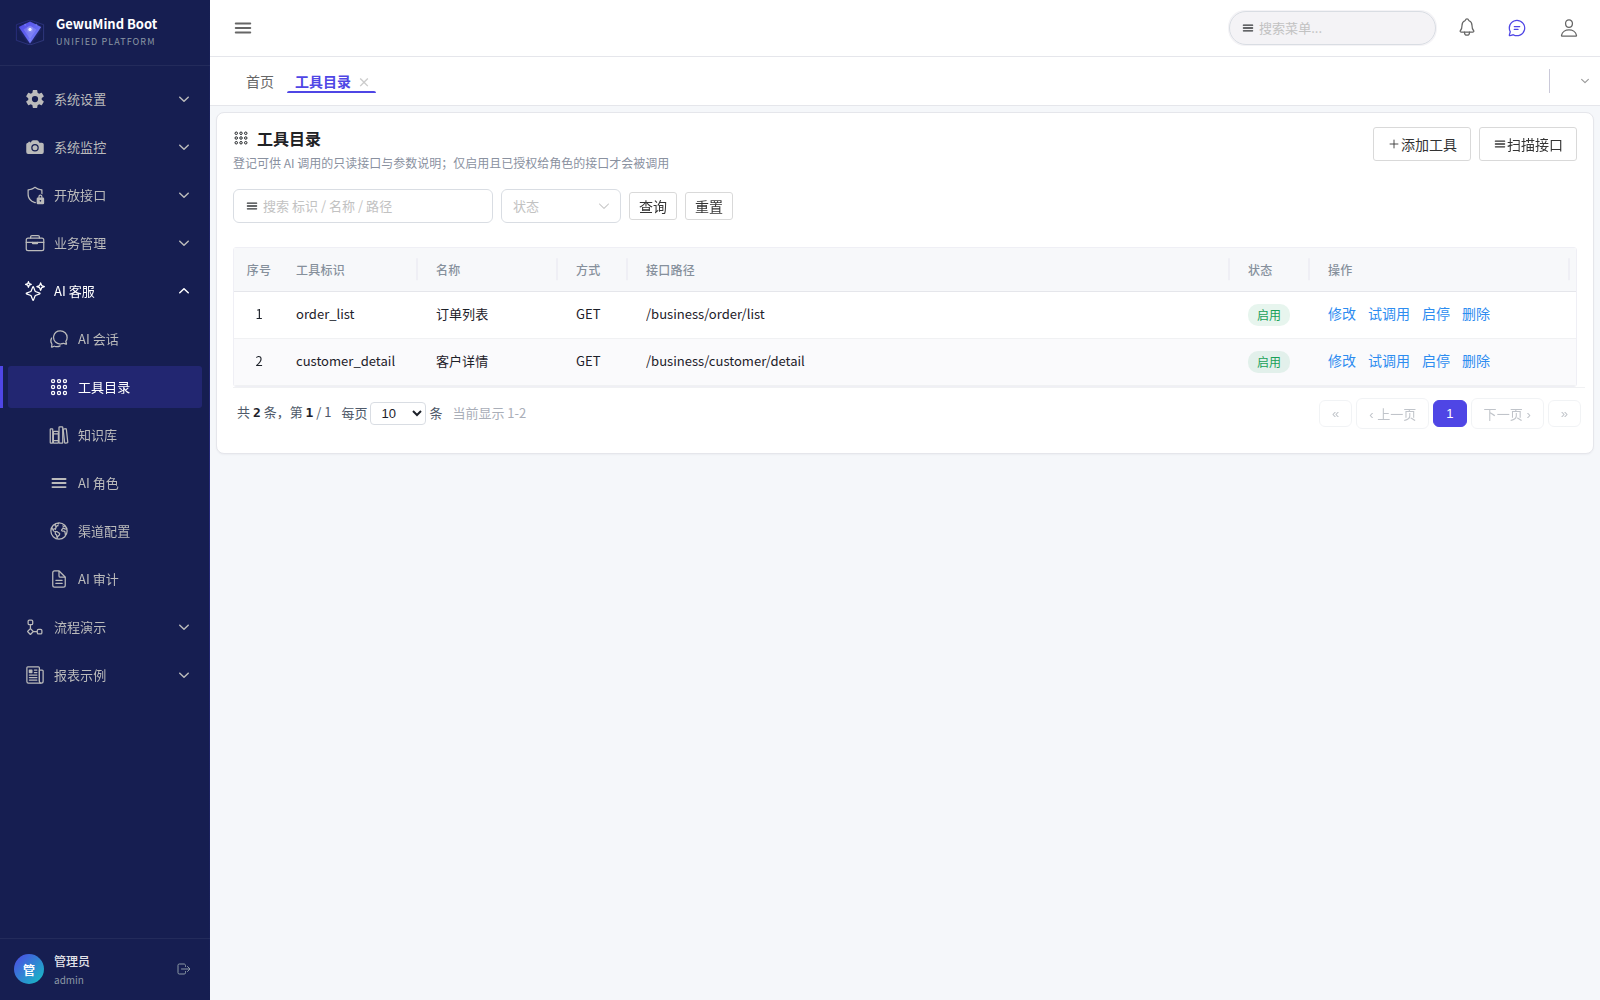 GewuMind Boot
UNIFIED PLATFORM
系统设置
系统监控
开放接口
业务管理
AI 客服
AI 会话
工具目录
知识库
AI 角色
渠道配置
AI 审计
流程演示
报表示例
管
管理员
admin
搜索菜单...
首页
工具目录
工具目录
登记可供 AI 调用的只读接口与参数说明；仅启用且已授权给角色的接口才会被调用
添加工具
扫描接口
搜索 标识 / 名称 / 路径
状态
查询
重置
序号 工具标识 名称 方式 接口路径 状态 操作
1 order_list 订单列表 GET /business/order/list 启用 修改 试调用 启停 删除
2 customer_detail 客户详情 GET /business/customer/detail 启用 修改 试调用 启停 删除
共 2 条，第 1 / 1 每页 10 条 当前显示 1-2
« ‹ 上一页 1 下一页 › »